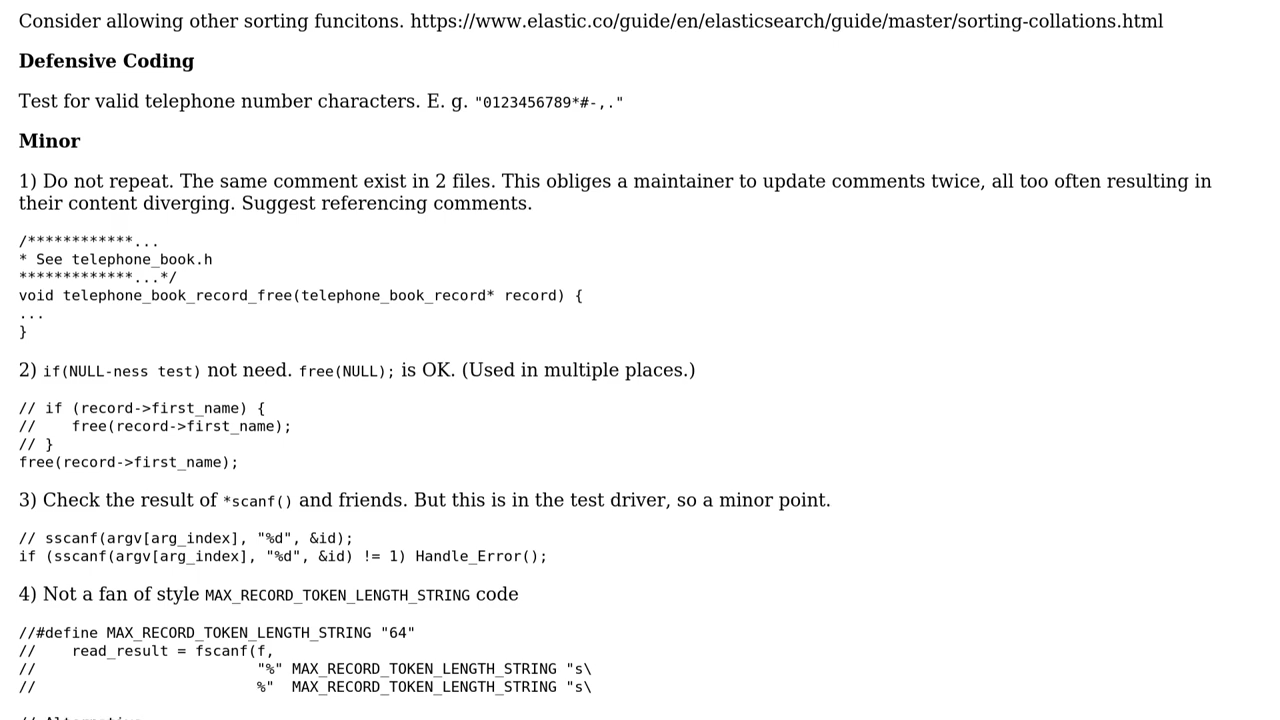 Consider allowing other sorting funcitons. https://www.elastic.co/guide/en/elasticsearch/guide/master/sorting-collations.html
Defensive Coding
Test for valid telephone number characters. E. g. "0123456789*#-,."
Minor
1) Do not repeat. The same comment exist in 2 files. This obliges a maintainer to update comments twice, all too often resulting in
their content diverging. Suggest referencing comments.
/************...
* See telephone_book.h
*************...*/
void telephone_book_record_free(telephone_book_record* record) {
...
}
2) if(NULL-ness test) not need. free(NULL); is OK. (Used in multiple places.)
// if (record->first_name) {
//    free(record->first_name);
// }
free(record->first_name);
3) Check the result of *scanf() and friends. But this is in the test driver, so a minor point.
// sscanf(argv[arg_index], "%d", &id);
if (sscanf(argv[arg_index], "%d", &id) != 1) Handle_Error();
4) Not a fan of style MAX_RECORD_TOKEN_LENGTH_STRING code
//#define MAX_RECORD_TOKEN_LENGTH_STRING "64"
//    read_result = fscanf(f,
//                         "%" MAX_RECORD_TOKEN_LENGTH_STRING "s\
//                         %"  MAX_RECORD_TOKEN_LENGTH_STRING "s\